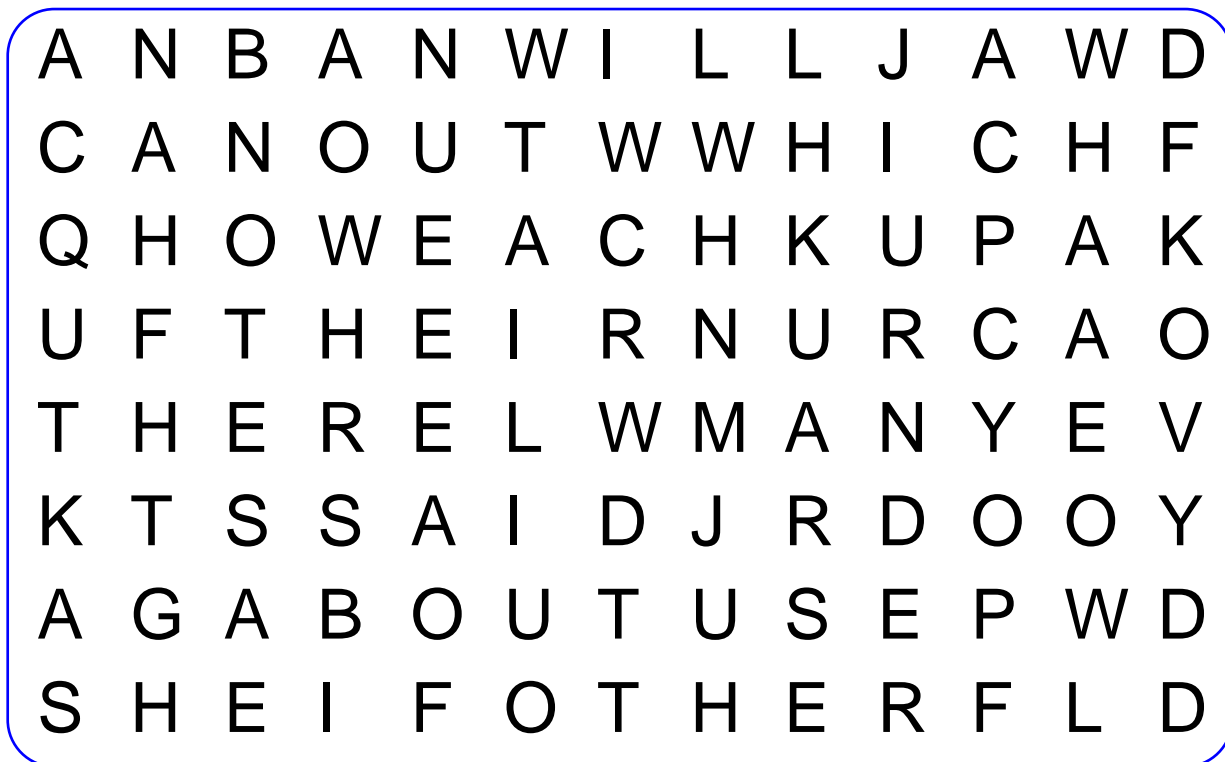 A N B A N W I L L J A W D
C A N O U T W W H I C H F
Q H O W E A C H K U P A K
U F T H E I R N U R C A O
T H E R E L W M A N Y E V
K T S S A I D J R D O O Y
A G A B O U T U S E P W D
S H E I F O T H E R F L D